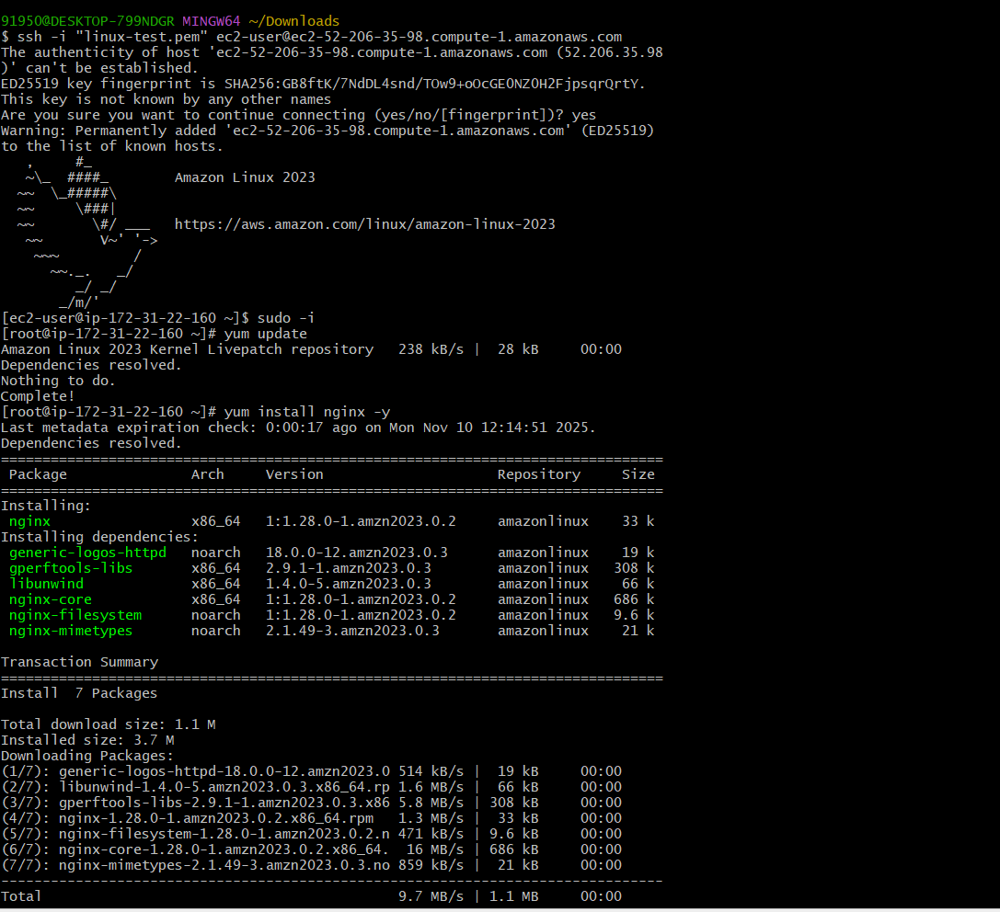 91950@DESKTOP-799NDGR MINGW64 ~/Downloads
$ ssh -i "linux-test.pem" ec2-user@ec2-52-206-35-98.compute-1.amazonaws.com
The authenticity of host 'ec2-52-206-35-98.compute-1.amazonaws.com (52.206.35.98
)' can't be established.
ED25519 key fingerprint is SHA256:GB8ftK/7NdDL4snd/TOw9+oOcGE0NZ0H2FjpsqrQrtY.
This key is not known by any other names
Are you sure you want to continue connecting (yes/no/[fingerprint])? yes
Warning: Permanently added 'ec2-52-206-35-98.compute-1.amazonaws.com' (ED25519)
to the list of known hosts.
   ,     #_
   ~\_  ####_        Amazon Linux 2023
  ~~  \_#####\
  ~~     \###|
  ~~       \#/ ___   https://aws.amazon.com/linux/amazon-linux-2023
   ~~       V~' '->
    ~~~         /
      ~~._.   _/
         _/ _/
       _/m/'
[ec2-user@ip-172-31-22-160 ~]$ sudo -i
[root@ip-172-31-22-160 ~]# yum update
Amazon Linux 2023 Kernel Livepatch repository   238 kB/s |  28 kB     00:00
Dependencies resolved.
Nothing to do.
Complete!
[root@ip-172-31-22-160 ~]# yum install nginx -y
Last metadata expiration check: 0:00:17 ago on Mon Nov 10 12:14:51 2025.
Dependencies resolved.
================================================================================
 Package               Arch     Version                     Repository     Size
================================================================================
Installing:
 nginx                 x86_64   1:1.28.0-1.amzn2023.0.2     amazonlinux    33 k
Installing dependencies:
 generic-logos-httpd   noarch   18.0.0-12.amzn2023.0.3      amazonlinux    19 k
 gperftools-libs       x86_64   2.9.1-1.amzn2023.0.3        amazonlinux   308 k
 libunwind             x86_64   1.4.0-5.amzn2023.0.3        amazonlinux    66 k
 nginx-core            x86_64   1:1.28.0-1.amzn2023.0.2     amazonlinux   686 k
 nginx-filesystem      noarch   1:1.28.0-1.amzn2023.0.2     amazonlinux   9.6 k
 nginx-mimetypes       noarch   2.1.49-3.amzn2023.0.3       amazonlinux    21 k
Transaction Summary
================================================================================
Install  7 Packages
Total download size: 1.1 M
Installed size: 3.7 M
Downloading Packages:
(1/7): generic-logos-httpd-18.0.0-12.amzn2023.0 514 kB/s |  19 kB     00:00
(2/7): libunwind-1.4.0-5.amzn2023.0.3.x86_64.rp 1.6 MB/s |  66 kB     00:00
(3/7): gperftools-libs-2.9.1-1.amzn2023.0.3.x86 5.8 MB/s | 308 kB     00:00
(4/7): nginx-1.28.0-1.amzn2023.0.2.x86_64.rpm   1.3 MB/s |  33 kB     00:00
(5/7): nginx-filesystem-1.28.0-1.amzn2023.0.2.n 471 kB/s | 9.6 kB     00:00
(6/7): nginx-core-1.28.0-1.amzn2023.0.2.x86_64.  16 MB/s | 686 kB     00:00
(7/7): nginx-mimetypes-2.1.49-3.amzn2023.0.3.no 859 kB/s |  21 kB     00:00
--------------------------------------------------------------------------------
Total                                           9.7 MB/s | 1.1 MB     00:00